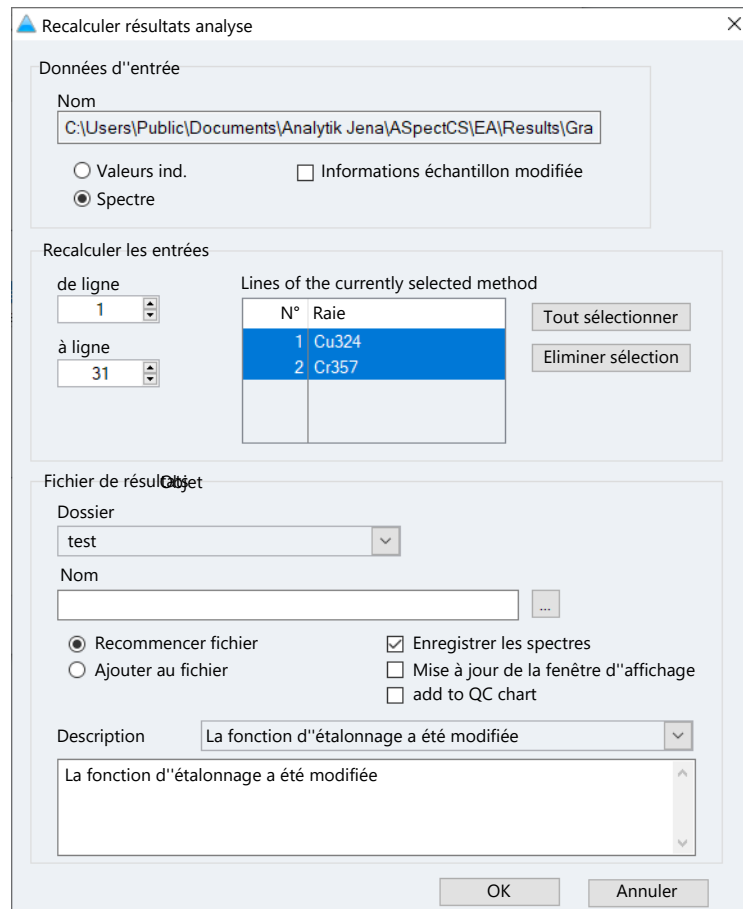 Recalculer résultats analyse
Données d''entrée
Nom
C:\Users\Public\Documents\Analytik Jena\ASpectCS\EA\Results\Gra
Valeurs ind.
Informations échantillon modifiée
Spectre
Recalculer les entrées
de ligne
1
à ligne
31
Lines of the currently selected method
N° Raie
1 Cu324
2 Cr357
Tout sélectionner
Eliminer sélection
Fichier de résultats
Objet
Dossier
test
Nom
...
Recommencer fichier
Ajouter au fichier
Enregistrer les spectres
Mise à jour de la fenêtre d''affichage
add to QC chart
Description
La fonction d''étalonnage a été modifiée
La fonction d''étalonnage a été modifiée
OK
Annuler